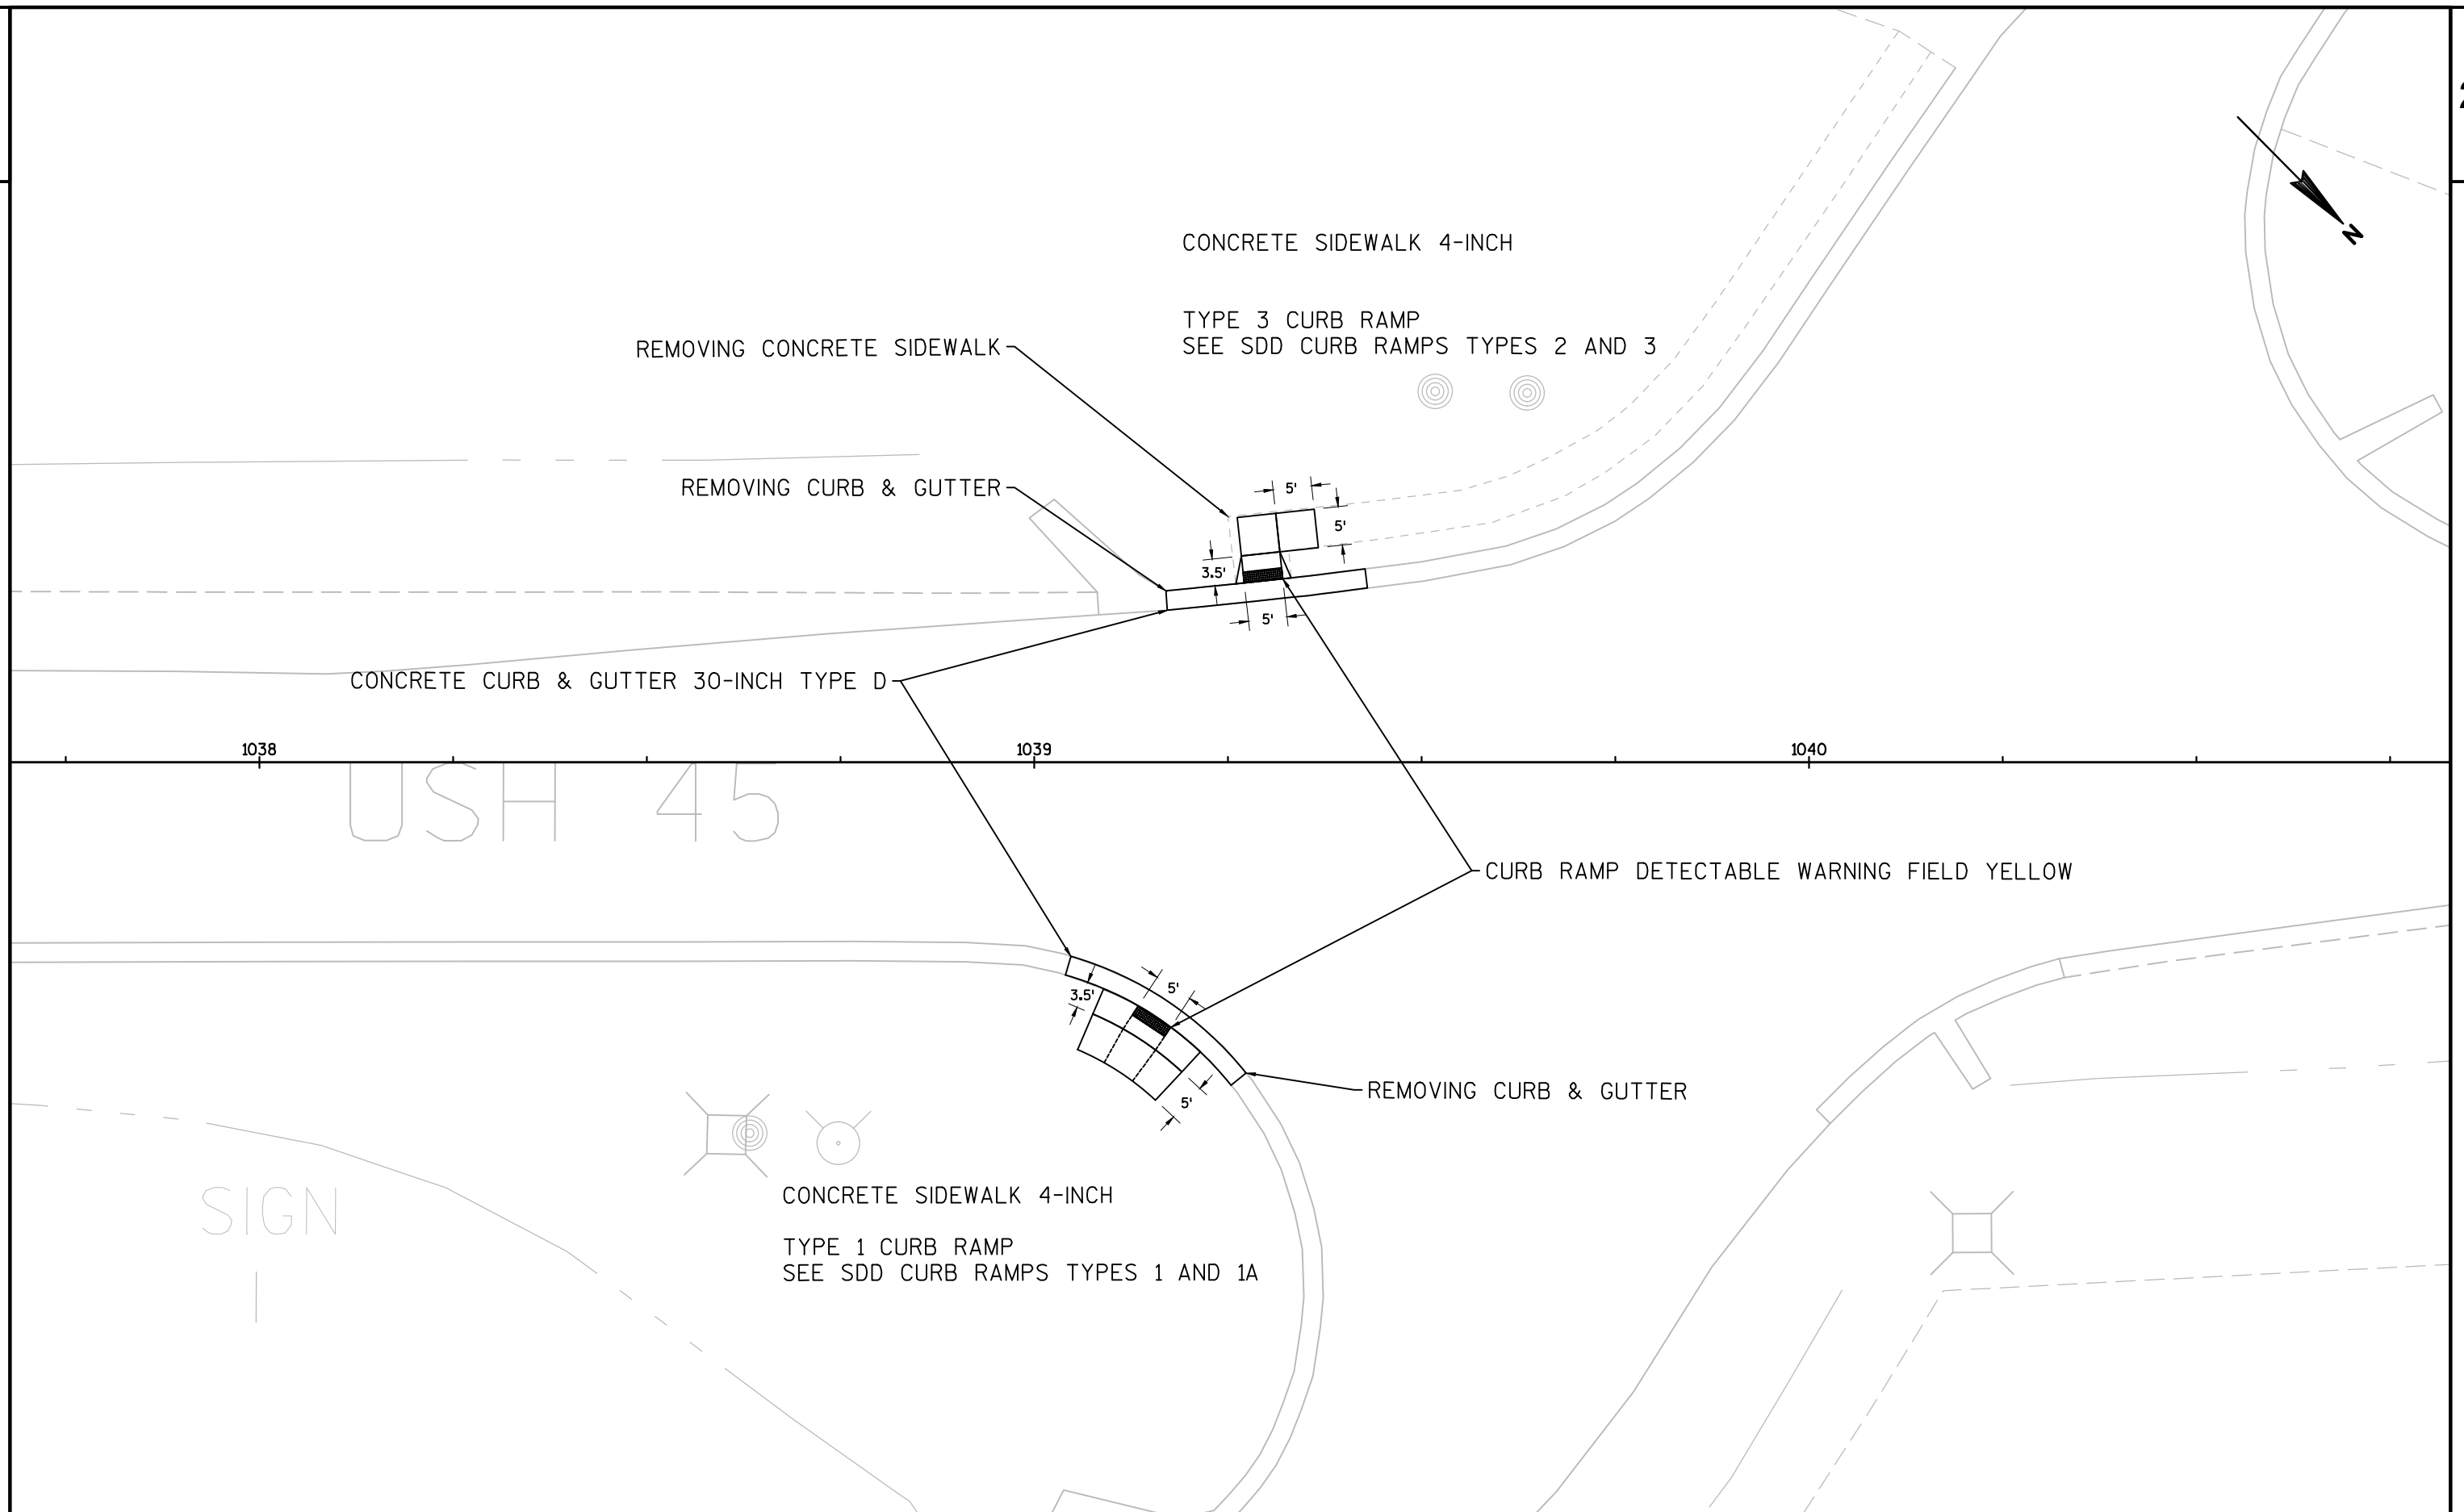 2
N
CONCRETE SIDEWALK 4-INCH
TYPE 3 CURB RAMP
SEE SDD CURB RAMPS TYPES 2 AND 3
REMOVING CONCRETE SIDEWALK
REMOVING CURB & GUTTER
5'
5'
3.5'
5'
CONCRETE CURB & GUTTER 30-INCH TYPE D
1038
1039
1040
USH 45
CURB RAMP DETECTABLE WARNING FIELD YELLOW
5'
3.5'
5'
REMOVING CURB & GUTTER
SIGN
CONCRETE SIDEWALK 4-INCH
TYPE 1 CURB RAMP
SEE SDD CURB RAMPS TYPES 1 AND 1A